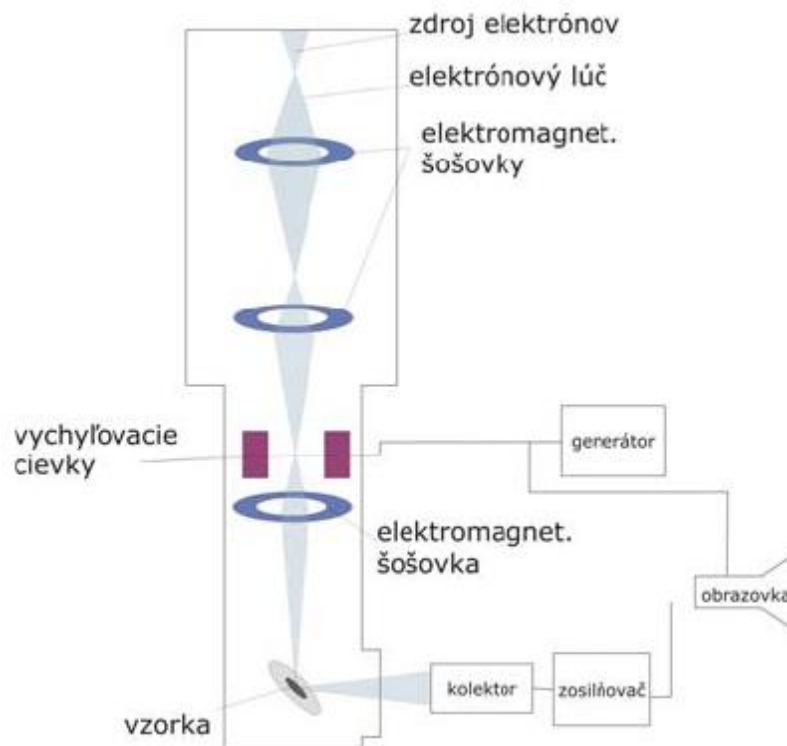 zdroj elektrónov
elektrónový lúč
elektromagnet.
šošovky
vychyľovacie
cievky
generátor
elektromagnet.
šošovka
obrazovka
kolektor
zosilňovač
vzorka